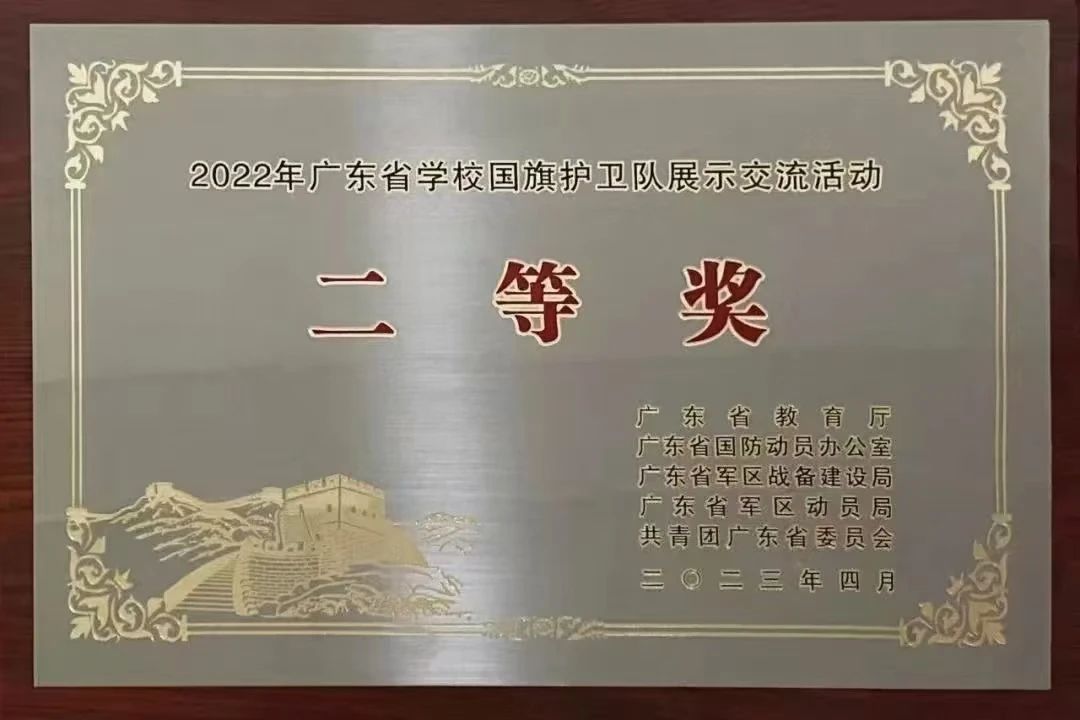 2022年广东省学校国旗护卫队展示交流活动
二等奖
广东省教育厅
广东省国防动员办公室
广东省军区战备建设局
广东省军区动员局
共青团广东省委员会
二〇二三年四月